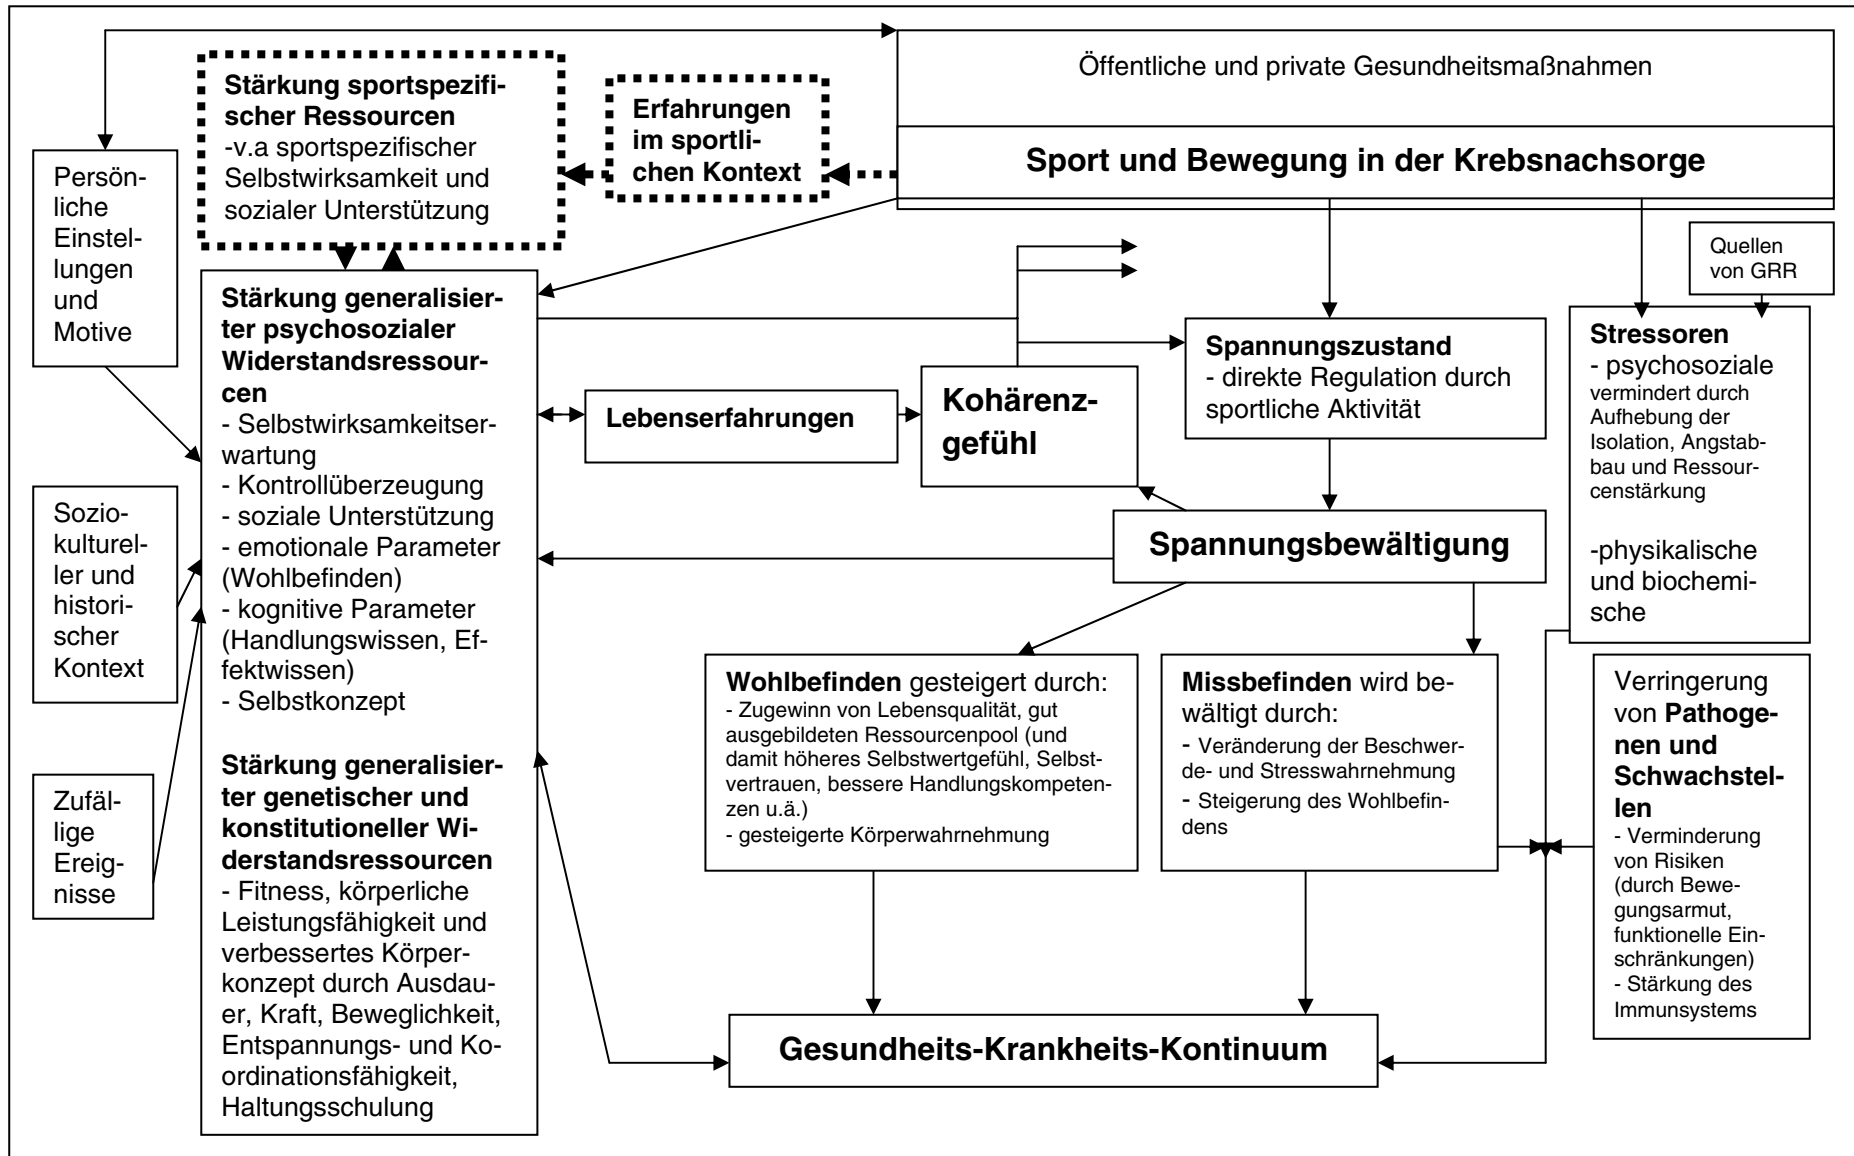 Öffentliche und private Gesundheitsmaßnahmen
Sport und Bewegung in der Krebsnachsorge
Stärkung sportspezifi-
scher Ressourcen
-v.a sportspezifischer
Selbstwirksamkeit und
sozialer Unterstützung
Erfahrungen
im sportli-
chen Kontext
Persön-
liche
Einstel-
lungen
und
Motive
Sozio-
kulturel-
ler und
histori-
scher
Kontext
Zufäl-
lige
Ereig-
nisse
Stärkung generalisier-
ter psychosozialer
Widerstandsressour-
cen
- Selbstwirksamkeitser-
wartung
- Kontrollüberzeugung
- soziale Unterstützung
- emotionale Parameter
(Wohlbefinden)
- kognitive Parameter
(Handlungswissen, Ef-
fektwissen)
- Selbstkonzept
Stärkung generalisier-
ter genetischer und
konstitutioneller Wi-
derstandsressourcen
- Fitness, körperliche
Leistungsfähigkeit und
verbessertes Körper-
konzept durch Ausdau-
er, Kraft, Beweglichkeit,
Entspannungs- und Ko-
ordinationsfähigkeit,
Haltungsschulung
Lebenserfahrungen
Kohärenz-
gefühl
Spannungszustand
- direkte Regulation durch
sportliche Aktivität
Quellen
von GRR
Stressoren
- psychosoziale
vermindert durch
Aufhebung der
Isolation, Angstab-
bau und Ressour-
censtärkung
-physikalische
und biochemi-
sche
Spannungsbewältigung
Wohlbefinden gesteigert durch:
- Zugewinn von Lebensqualität, gut
ausgebildeten Ressourcenpool (und
damit höheres Selbstwertgefühl, Selbst-
vertrauen, bessere Handlungskompeten-
zen u.ä.)
- gesteigerte Körperwahrnehmung
Missbefinden wird be-
wältigt durch:
- Veränderung der Beschwer-
de- und Stresswahrnehmung
- Steigerung des Wohlbefin-
dens
Verringerung
von Pathoge-
nen und
Schwachstel-
len
- Verminderung
von Risiken
(durch Bewe-
gungsarmut,
funktionelle Ein-
schränkungen)
- Stärkung des
Immunsystems
Gesundheits-Krankheits-Kontinuum